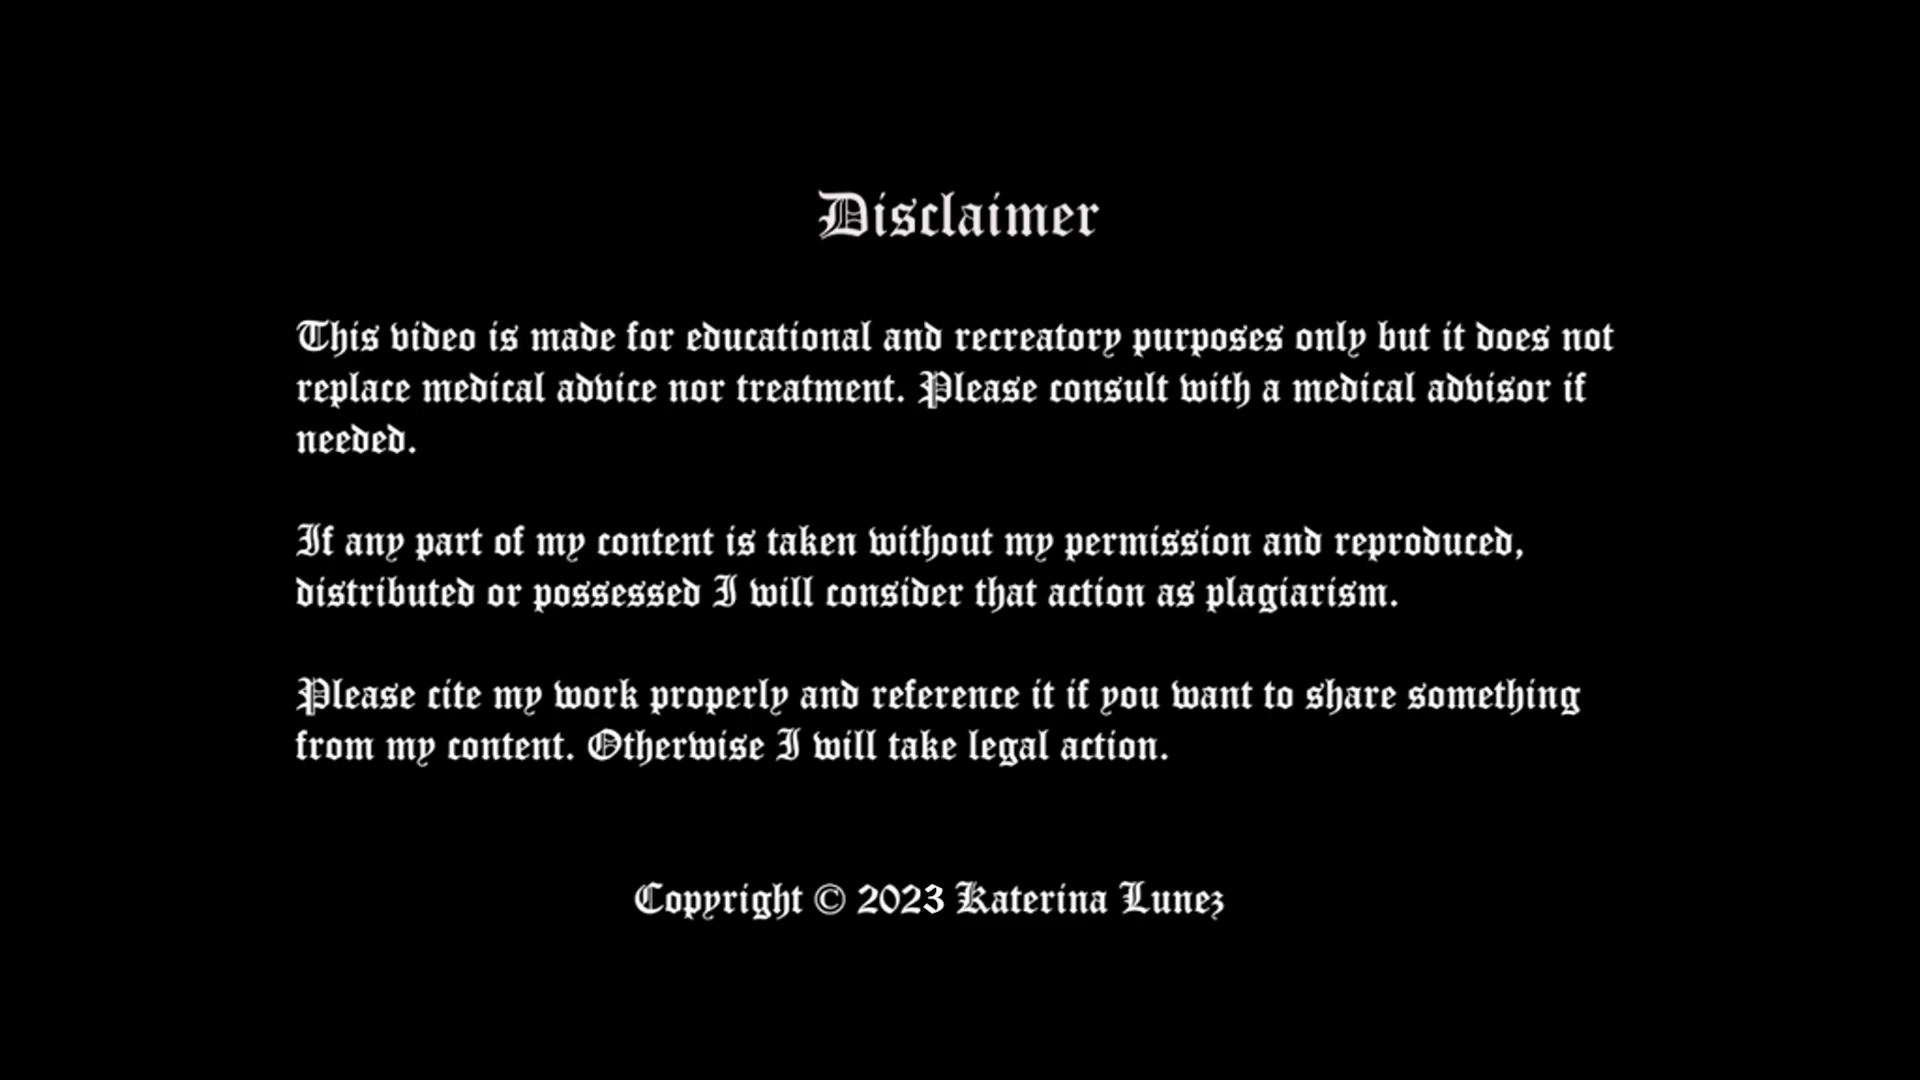 Disclaimer
This video is made for educational and recreatory purposes only but it does not
replace medical advice nor treatment. Please consult with a medical advisor if
needed.
If any part of my content is taken without my permission and reproduced,
distributed or possessed I will consider that action as plagiarism.
Please cite my work properly and reference it if you want to share something
from my content. Otherwise I will take legal action.
Copyright © 2023 Katerina Lunez